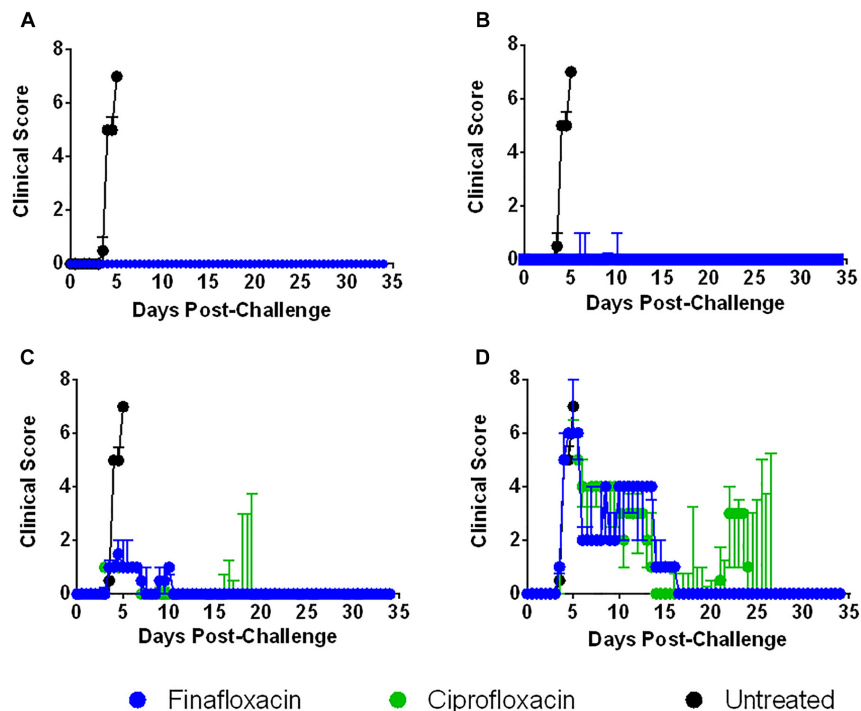 A
B
8
6
4
2
0
0 5 10 15 20 25 30 35
Clinical Score
Days Post-Challenge
8
6
4
2
0
0 5 10 15 20 25 30 35
Clinical Score
Days Post-Challenge
C
D
8
6
4
2
0
0 5 10 15 20 25 30 35
Clinical Score
Days Post-Challenge
8
6
4
2
0
0 5 10 15 20 25 30 35
Clinical Score
Days Post-Challenge
Finafloxacin Ciprofloxacin Untreated